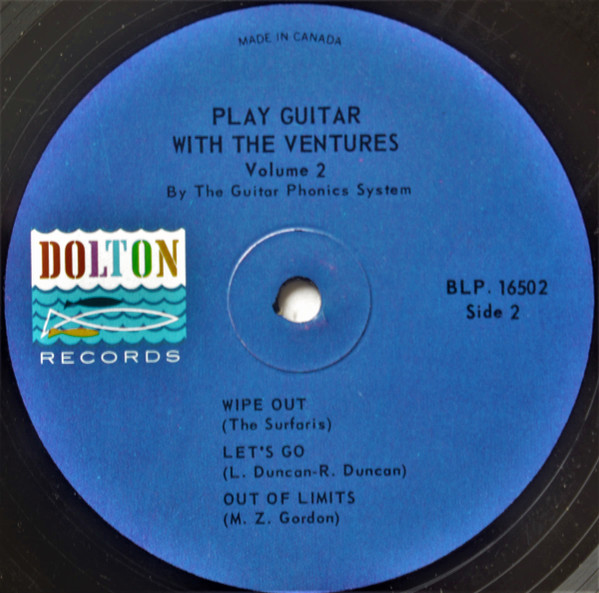 MADE IN CANADA
PLAY GUITAR
WITH THE VENTURES
Volume 2
By The Guitar Phonics System
DOLTON
RECORDS
BLP. 16502
Side 2
WIPE OUT
(The Surfaris)
LET'S GO
(L. Duncan-R. Duncan)
OUT OF LIMITS
(M. Z. Gordon)